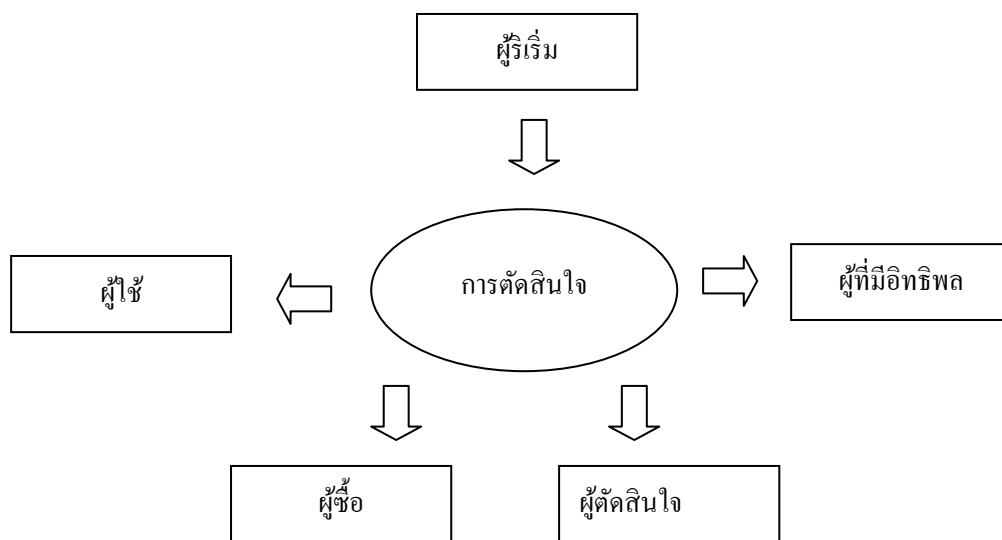 ผู้ริเริ่ม
ผู้ใช้
การตัดสินใจ
ผู้ที่มีอิทธิพล
ผู้ซื้อ
ผู้ตัดสินใจ